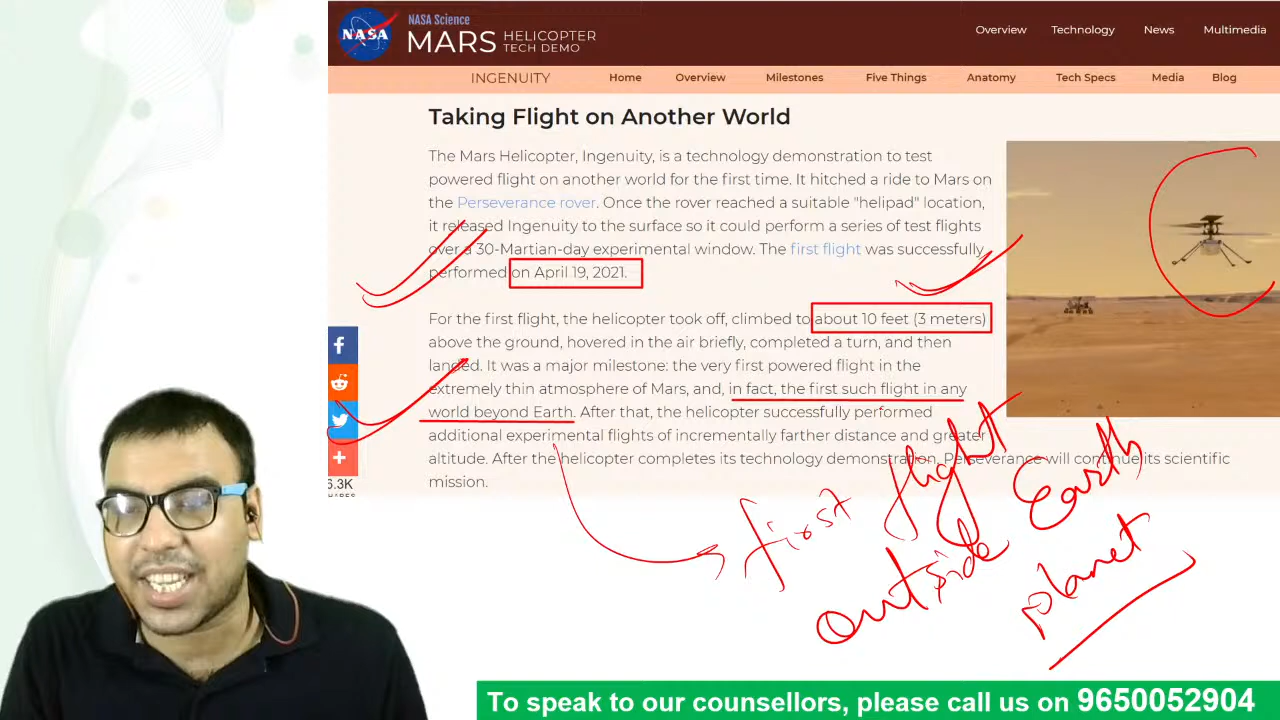 NASA
NASA Science
MARS HELICOPTER
TECH DEMO
Overview Technology News Multimedia
INGENUITY Home Overview Milestones Five Things Anatomy Tech Specs Media Blog
Taking Flight on Another World
The Mars Helicopter, Ingenuity, is a technology demonstration to test
powered flight on another world for the first time. It hitched a ride to Mars on
the Perseverance rover. Once the rover reached a suitable "helipad" location,
it released Ingenuity to the surface so it could perform a series of test flights
over a 30-Martian-day experimental window. The first flight was successfully
performed on April 19, 2021.
For the first flight, the helicopter took off, climbed to about 10 feet (3 meters)
above the ground, hovered in the air briefly, completed a turn, and then
landed. It was a major milestone: the very first powered flight in the
extremely thin atmosphere of Mars, and, in fact, the first such flight in any
world beyond Earth. After that, the helicopter successfully performed
additional experimental flights of incrementally farther distance and greater
altitude. After the helicopter completes its technology demonstration, Perseverance will continue its scientific
mission.
6.3K
SHARES
first flight
outside Earth
planet
To speak to our counsellors, please call us on 9650052904